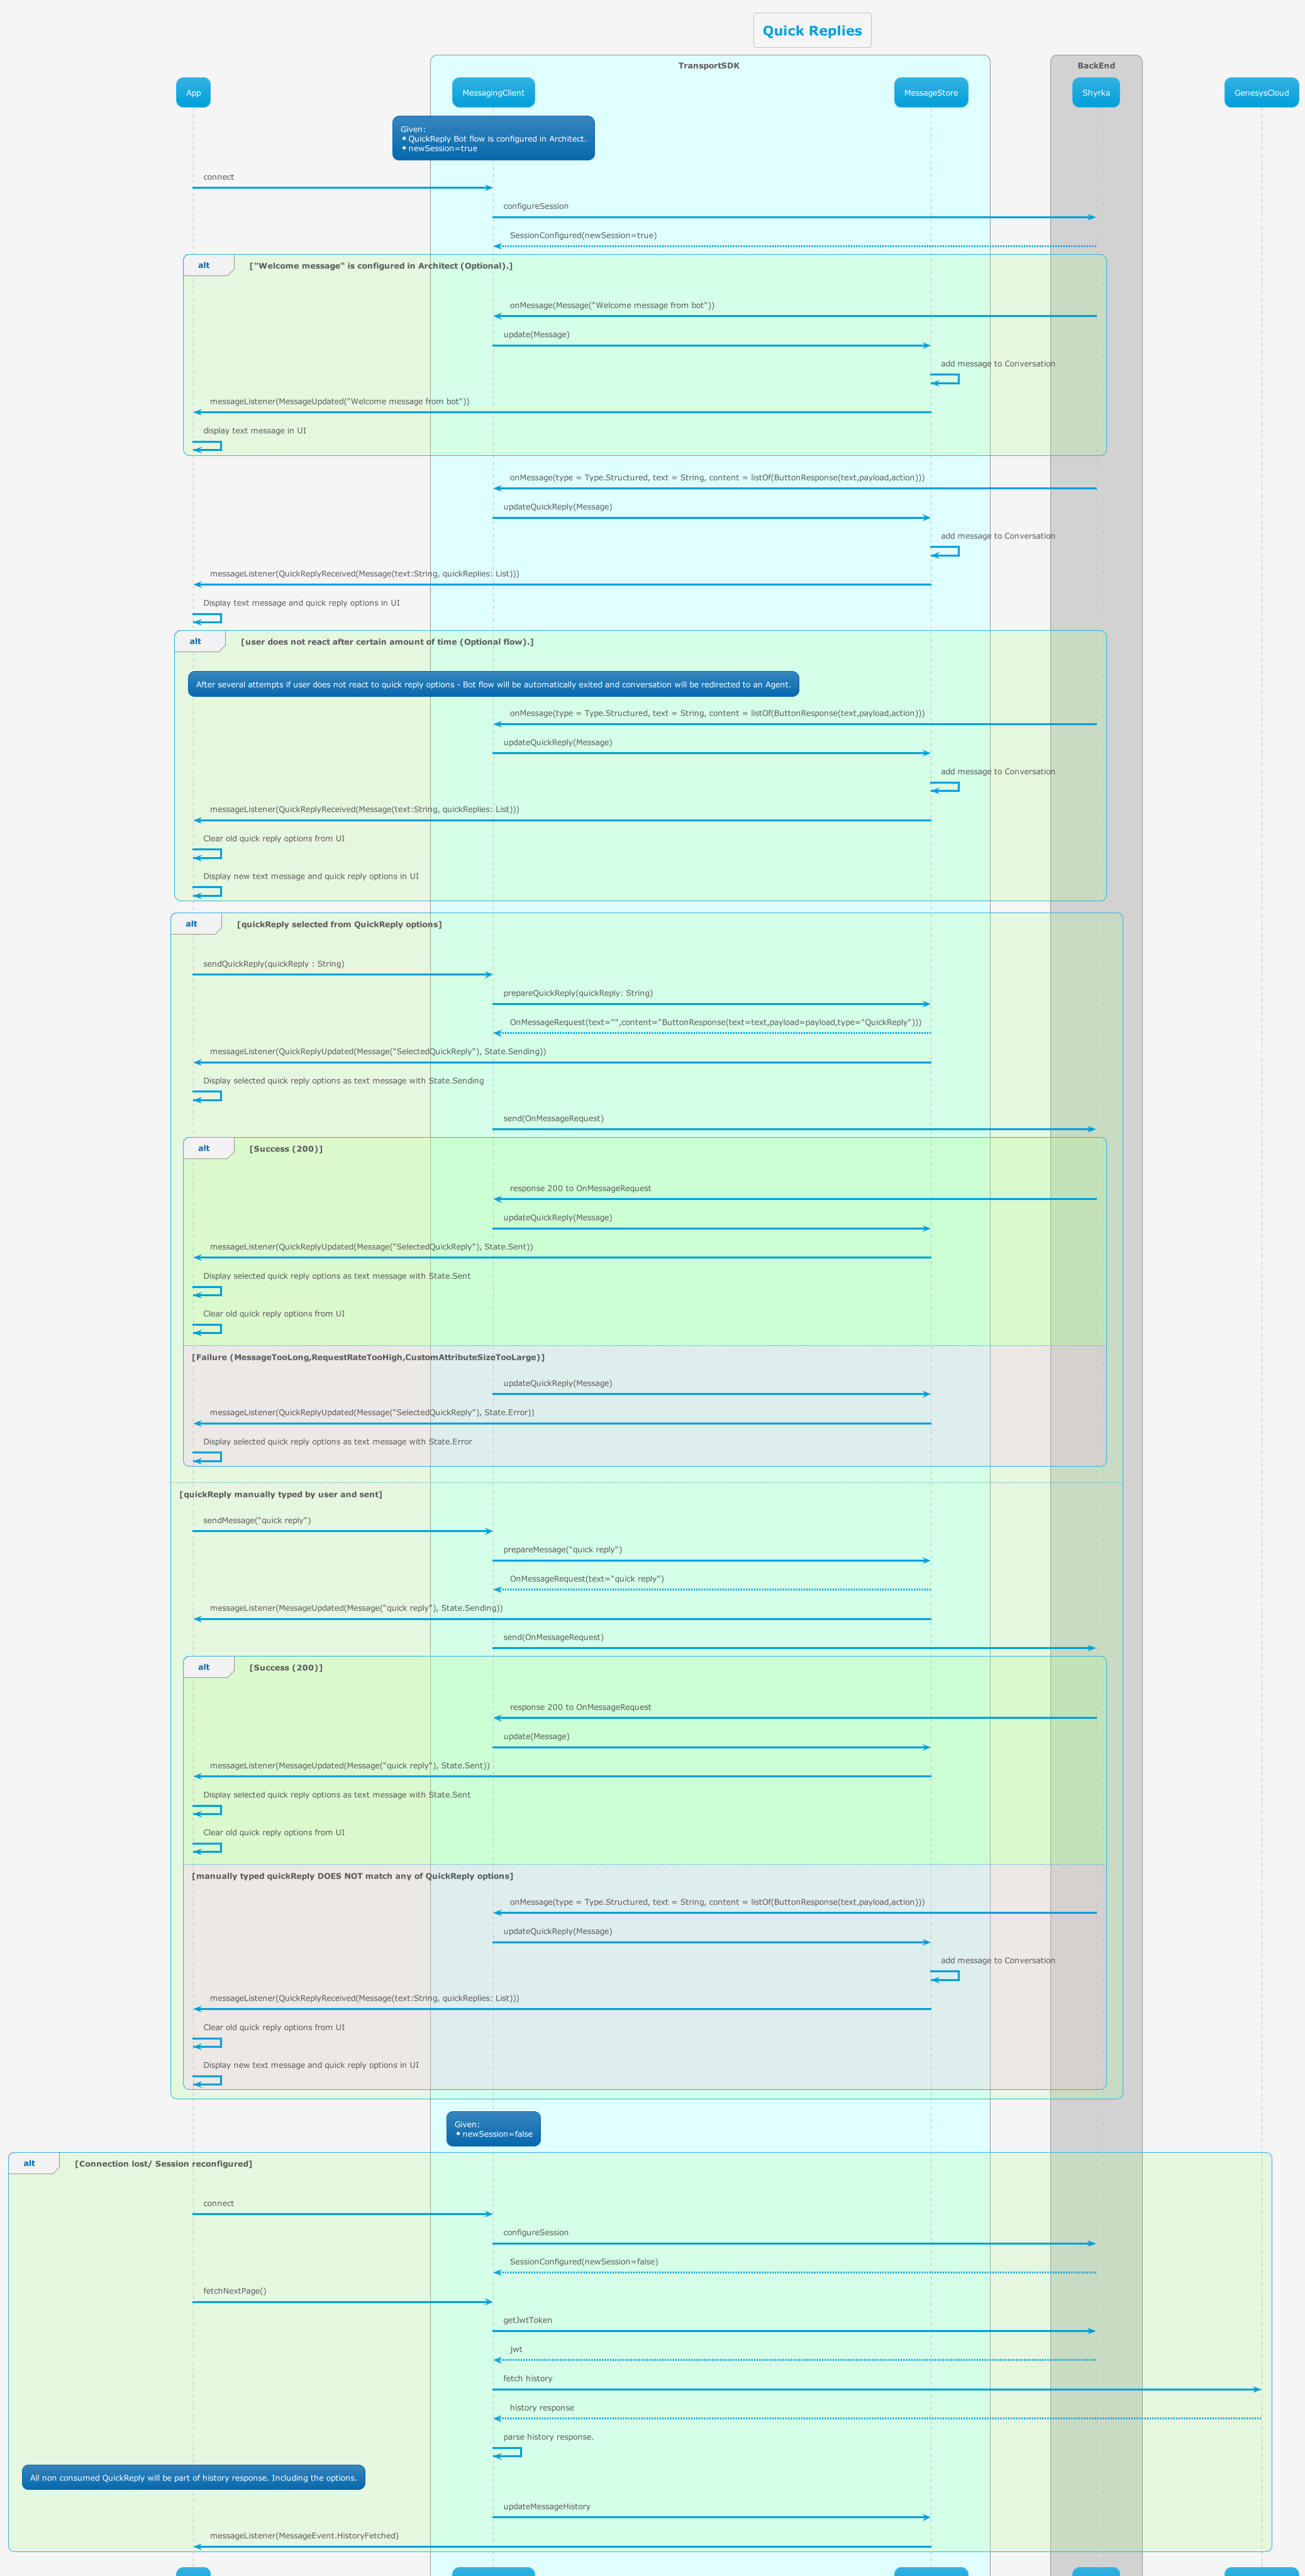 Quick Replies
TransportSDK
BackEnd
App
MessagingClient
MessageStore
Shyrka
GenesysCloud
Given:
• QuickReply Bot flow is configured in Architect.
• newSession=true
connect
configureSession
SessionConfigured(newSession=true)
alt
["Welcome message" is configured in Architect (Optional).]
onMessage(Message("Welcome message from bot"))
update(Message)
add message to Conversation
messageListener(MessageUpdated("Welcome message from bot"))
display text message in UI
onMessage(type = Type.Structured, text = String, content = listOf(ButtonResponse(text,payload,action)))
updateQuickReply(Message)
add message to Conversation
messageListener(QuickReplyReceived(Message(text:String, quickReplies: List)))
Display text message and quick reply options in UI
alt
[user does not react after certain amount of time (Optional flow).]
After several attempts if user does not react to quick reply options - Bot flow will be automatically exited and conversation will be redirected to an Agent.
onMessage(type = Type.Structured, text = String, content = listOf(ButtonResponse(text,payload,action)))
updateQuickReply(Message)
add message to Conversation
messageListener(QuickReplyReceived(Message(text:String, quickReplies: List)))
Clear old quick reply options from UI
Display new text message and quick reply options in UI
alt
[quickReply selected from QuickReply options]
sendQuickReply(quickReply : String)
prepareQuickReply(quickReply: String)
OnMessageRequest(text="",content="ButtonResponse(text=text,payload=payload,type="QuickReply")))
messageListener(QuickReplyUpdated(Message("SelectedQuickReply"), State.Sending))
Display selected quick reply options as text message with State.Sending
send(OnMessageRequest)
alt
[Success (200)]
response 200 to OnMessageRequest
updateQuickReply(Message)
messageListener(QuickReplyUpdated(Message("SelectedQuickReply"), State.Sent))
Display selected quick reply options as text message with State.Sent
Clear old quick reply options from UI
[Failure (MessageTooLong,RequestRateTooHigh,CustomAttributeSizeTooLarge)]
updateQuickReply(Message)
messageListener(QuickReplyUpdated(Message("SelectedQuickReply"), State.Error))
Display selected quick reply options as text message with State.Error
[quickReply manually typed by user and sent]
sendMessage("quick reply")
prepareMessage("quick reply")
OnMessageRequest(text="quick reply")
messageListener(MessageUpdated(Message("quick reply"), State.Sending))
send(OnMessageRequest)
alt
[Success (200)]
response 200 to OnMessageRequest
update(Message)
messageListener(MessageUpdated(Message("quick reply"), State.Sent))
Display selected quick reply options as text message with State.Sent
Clear old quick reply options from UI
[manually typed quickReply DOES NOT match any of QuickReply options]
onMessage(type = Type.Structured, text = String, content = listOf(ButtonResponse(text,payload,action)))
updateQuickReply(Message)
add message to Conversation
messageListener(QuickReplyReceived(Message(text:String, quickReplies: List)))
Clear old quick reply options from UI
Display new text message and quick reply options in UI
Given:
• newSession=false
alt
[Connection lost/ Session reconfigured]
connect
configureSession
SessionConfigured(newSession=false)
fetchNextPage()
getJwtToken
jwt
fetch history
history response
parse history response.
All non consumed QuickReply will be part of history response. Including the options.
updateMessageHistory
messageListener(MessageEvent.HistoryFetched)